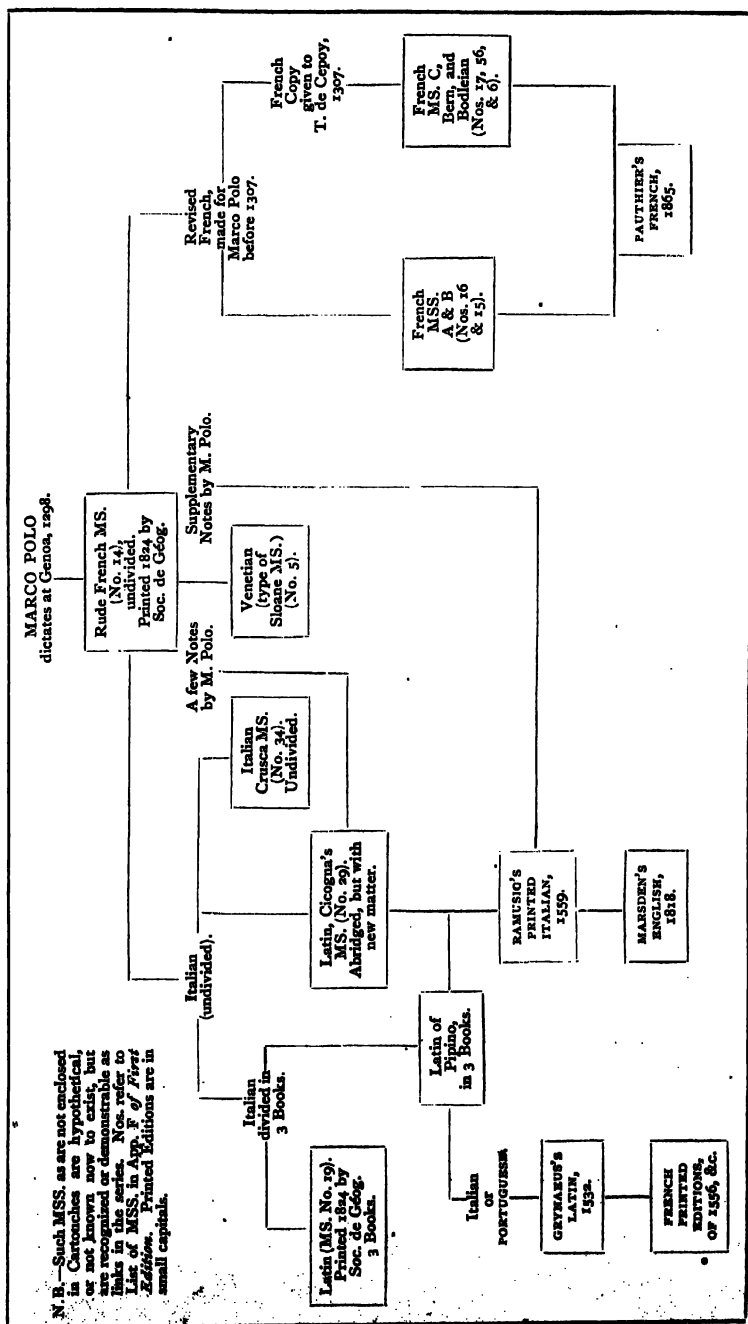 MARCO POLO
dictates at Genoa, 1298.
Rude French MS.
(No. 14),
undivided.
Printed 1824 by
Soc. de Géog.
N.B.—Such MSS. as are not enclosed
in Cartouches are hypothetical,
or not known now to exist, but
are recognized or demonstrable as
links in the series. Nos. refer to
List of MSS. in App. F of First
Edition. Printed Editions are in
small capitals.
Italian
(undivided).
A few Notes
by M. Polo.
Supplementary
Notes by M. Polo.
Revised
French,
made for
Marco Polo
before 1307.
Italian
divided in
3 Books.
Italian
Crusca MS.
(No. 34).
Undivided.
Venetian
(type of
Sloane MS.)
(No. 5).
French
Copy
given to
T. de Cepoy,
1307.
Latin (MS. No. 19).
Printed 1824 by
Soc. de Géog.
3 Books.
Latin, Cicogna's
MS. (No. 29).
Abridged, but with
new matter.
French
MSS.
A & B
(Nos. 16
& 15).
French
MS. C,
Bern, and
Bodleian
(Nos. 17, 56,
& 6).
Latin of
Pipino,
in 3 Books.
Italian
or
PORTUGUESE
RAMUSIO'S
PRINTED
ITALIAN,
1559.
PAUTHIER'S
FRENCH,
1865.
GRYNAEUS'S
LATIN,
1532.
MARSDEN'S
ENGLISH,
1818.
FRENCH
PRINTED
EDITIONS,
OF 1556, &C.